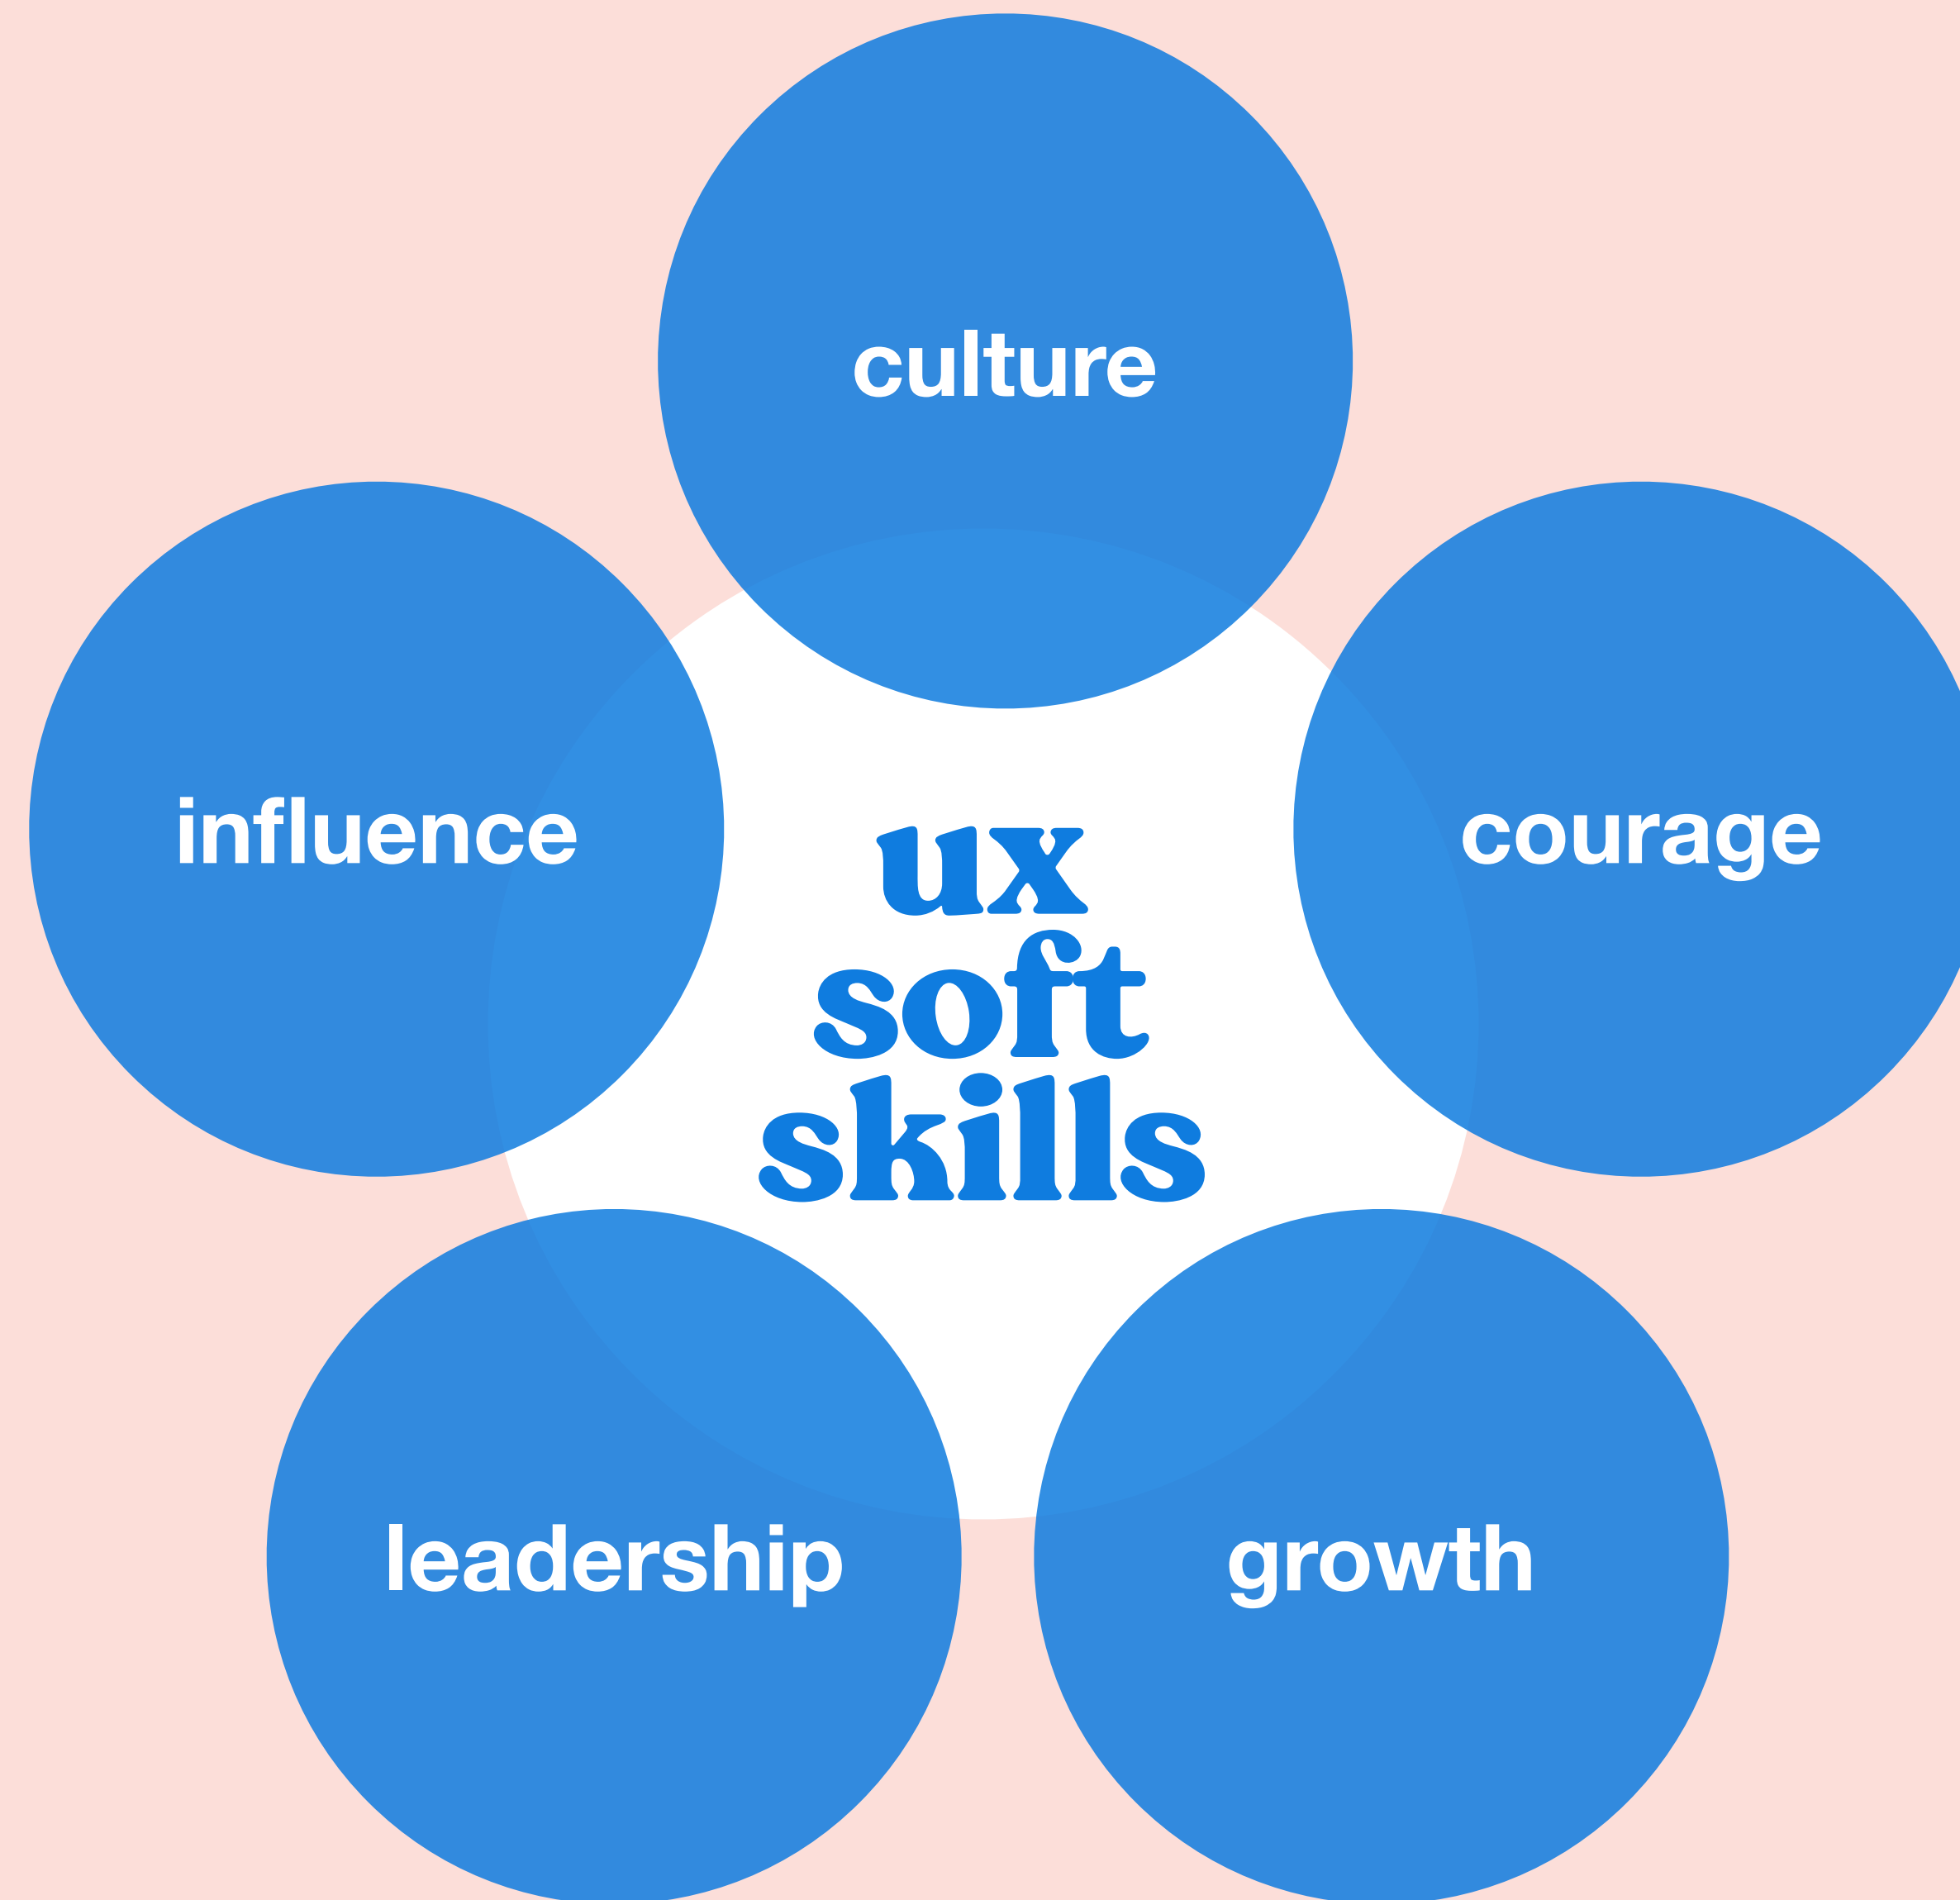 culture
influence
courage
ux
soft
skills
leadership
growth